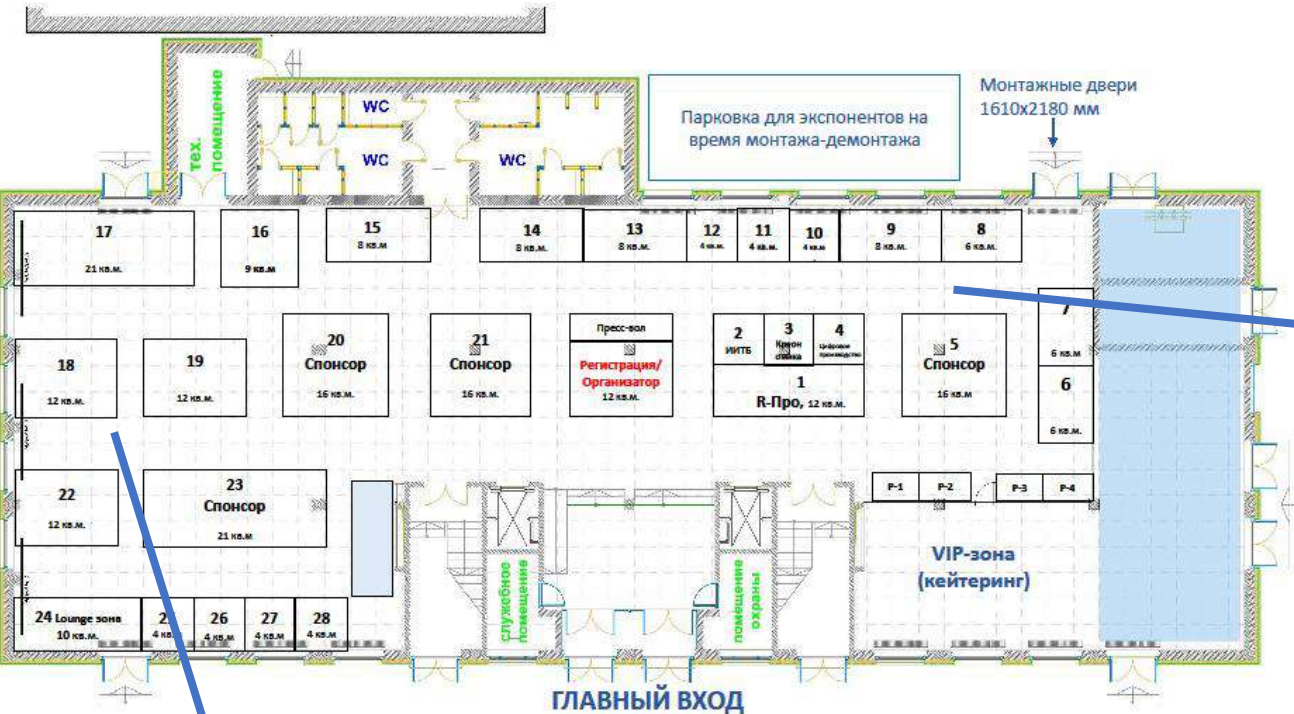 Монтажные двери
1610х2180 мм
Парковка для экспонентов на
время монтажа-демонтажа
WC
WC
WC
тех.
помещение
17
21 кв.м.
16
9 кв.м
15
8 кв.м
14
8 кв.м.
13
8 кв.м.
12
4 кв.м.
11
4 кв.м.
10
4 кв.м
9
8 кв.м.
8
6 кв.м.
7
6 кв.м
6
6 кв.м.
18
12 кв.м.
19
12 кв.м.
20
Спонсор
16 кв.м.
21
Спонсор
16 кв.м.
Пресс-вол
Регистрация/
Организатор
12 кв.м.
2
ИИТБ
3
4
Цифровое
производство
1
R-Про, 12 кв.м.
5
Спонсор
16 кв.м
22
12 кв.м.
23
Спонсор
21 кв.м
P-1
P-2
P-3
P-4
VIP-зона
(кейтеринг)
служебное
помещение
помещение
охраны
24 Lounge зона
10 кв.м.
25
4 кв.м
26
4 кв.м
27
4 кв.м
28
4 кв.м
ГЛАВНЫЙ ВХОД